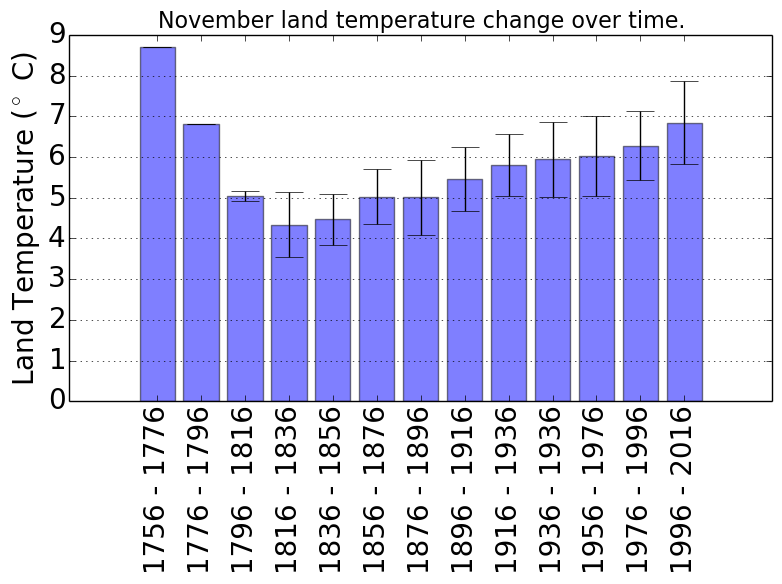 November land temperature change over time.
Land Temperature (° C)
9
8
7
6
5
4
3
2
1
0
1756 - 1776
1776 - 1796
1796 - 1816
1816 - 1836
1836 - 1856
1856 - 1876
1876 - 1896
1896 - 1916
1916 - 1936
1936 - 1936
1956 - 1976
1976 - 1996
1996 - 2016